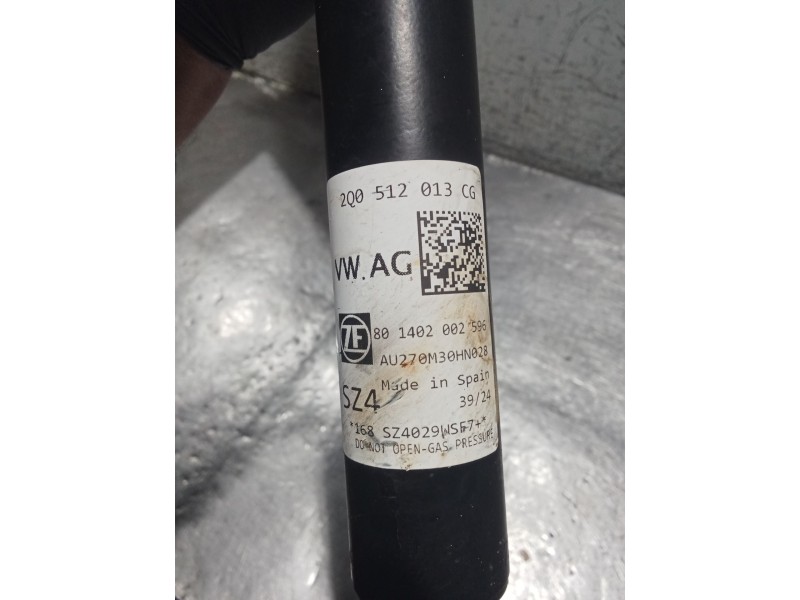 2Q0 512 013 CG
VW.AG
ZF
80 1402 002 596
AU270M30HN028
Made in Spain
SZ4
39/24
*168 SZ4029WSF7+*
DO NOT OPEN-GAS PRESSURE